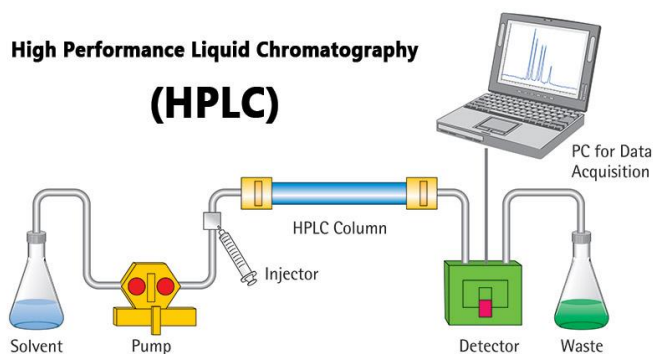 High Performance Liquid Chromatography
(HPLC)
PC for Data
Acquisition
HPLC Column
Injector
Solvent
Pump
Detector
Waste